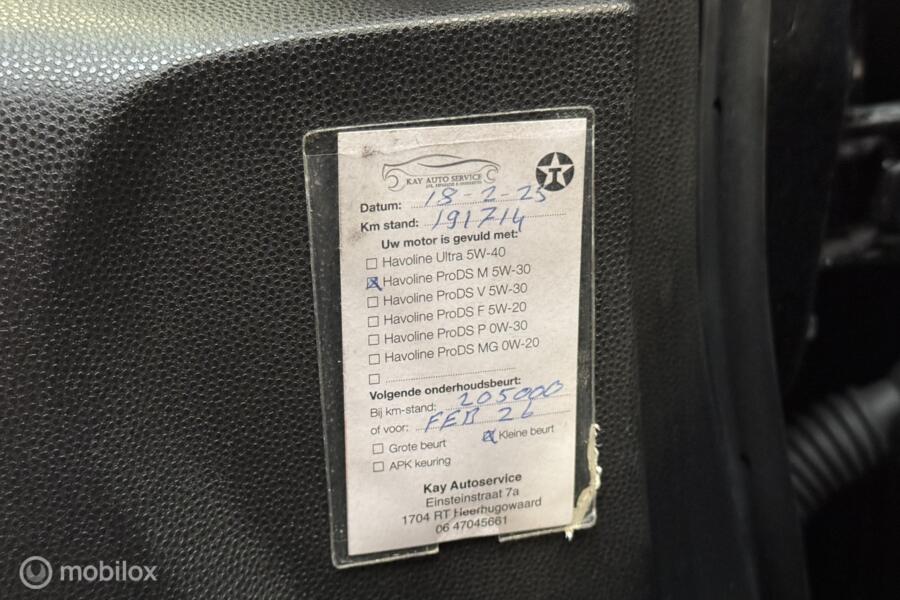 KAY AUTO SERVICE
Datum: 18-2-25
Km stand: 191714
Uw motor is gevuld met:
Havoline Ultra 5W-40
Havoline ProDS M 5W-30
Havoline ProDS V 5W-30
Havoline ProDS F 5W-20
Havoline ProDS P 0W-30
Havoline ProDS MG 0W-20
Volgende onderhoudsbeurt:
Bij km-stand: 205000
of voor: FEB 26
Grote beurt Kleine beurt
APK keuring
Kay Autoservice
Einsteinstraat 7a
1704 RT Heerhugowaard
06 47045661
mobilox